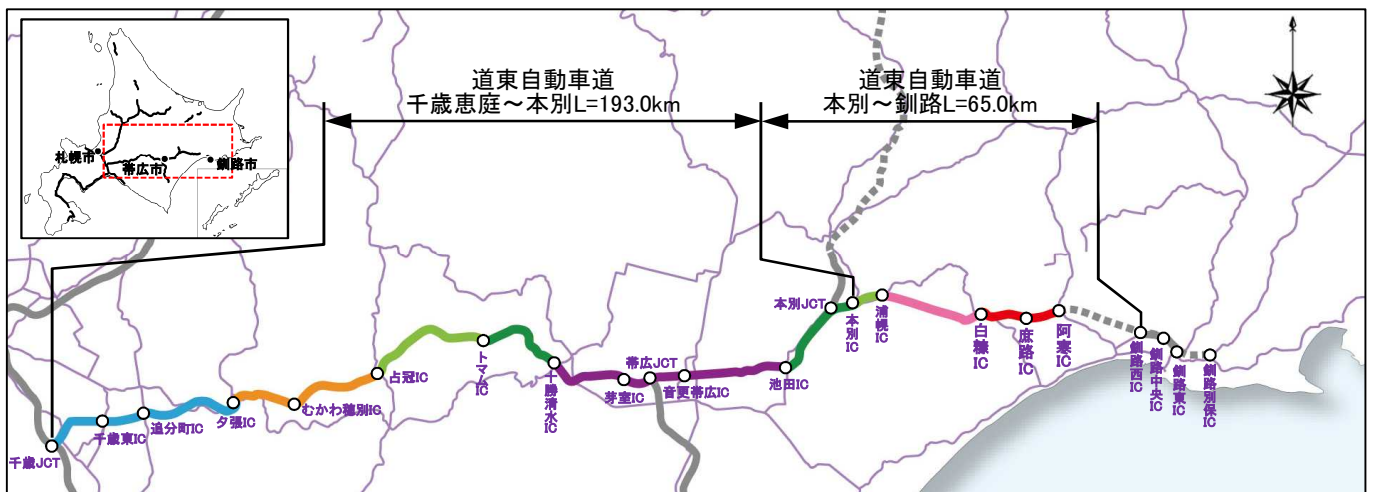 道東自動車道
千歳恵庭～本別L=193.0km
道東自動車道
本別～釧路L=65.0km
札幌市
帯広市
釧路市
千歳JCT
千歳東IC
追分町IC
夕張IC
むかわ穂別IC
占冠IC
トマムIC
十勝清水IC
芽室IC
帯広JCT
音更帯広IC
池田IC
本別JCT
本別IC
浦幌IC
白糠IC
庶路IC
阿寒IC
釧路西IC
釧路中央IC
釧路東IC
釧路別保IC